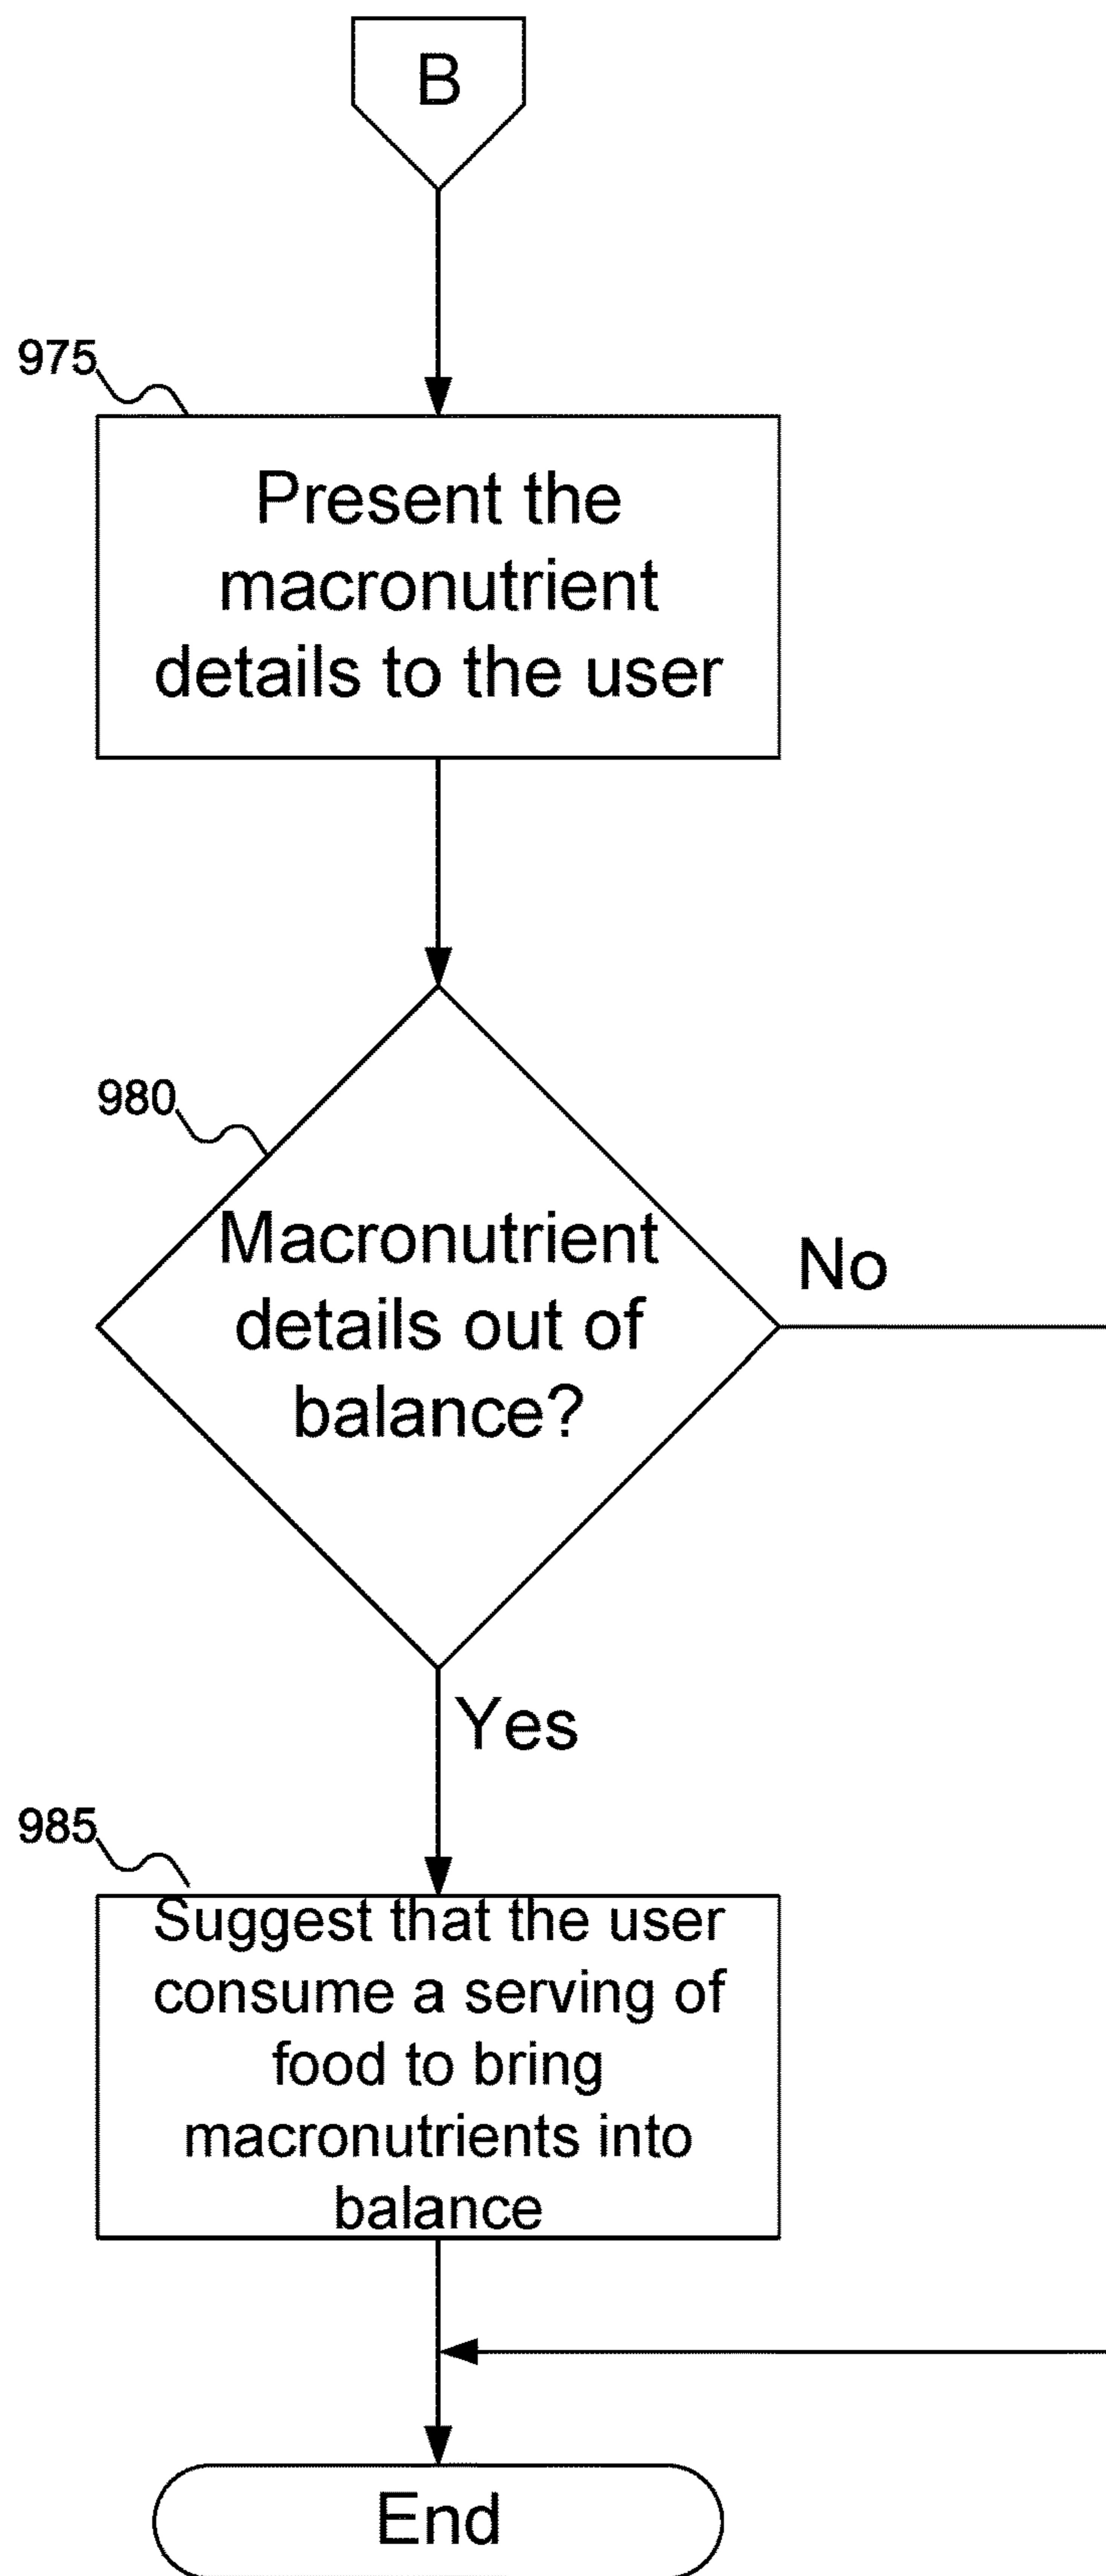 B
975
Present the
macronutrient
details to the user
980
Macronutrient
details out of
balance?
No
Yes
985
Suggest that the user
consume a serving of
food to bring
macronutrients into
balance
End